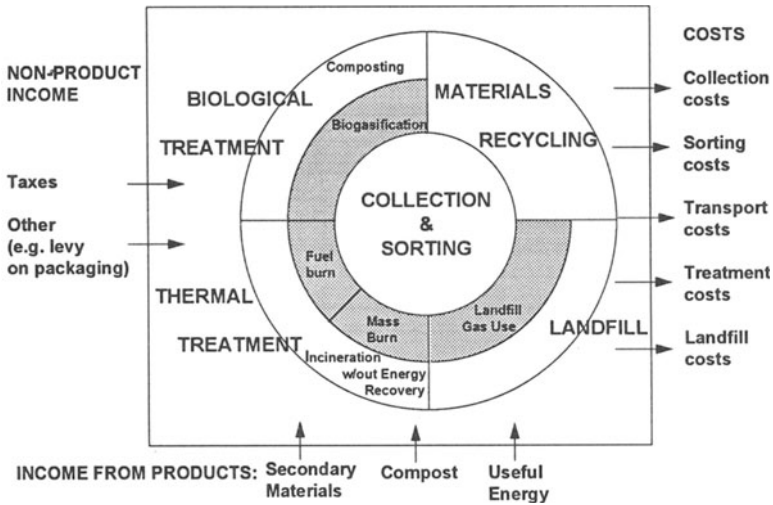 NON-PRODUCT
INCOME
Taxes
Other
(e.g. levy
on packaging)
Composting
BIOLOGICAL
Biogasification
TREATMENT
MATERIALS
RECYCLING
COLLECTION
&
SORTING
Fuel
burn
THERMAL
Mass
Burn
TREATMENT
Incineration
w/out Energy
Recovery
Landfill
Gas Use
LANDFILL
COSTS
Collection
costs
Sorting
costs
Transport
costs
Treatment
costs
Landfill
costs
INCOME FROM PRODUCTS: Secondary
Materials
Compost
Useful
Energy